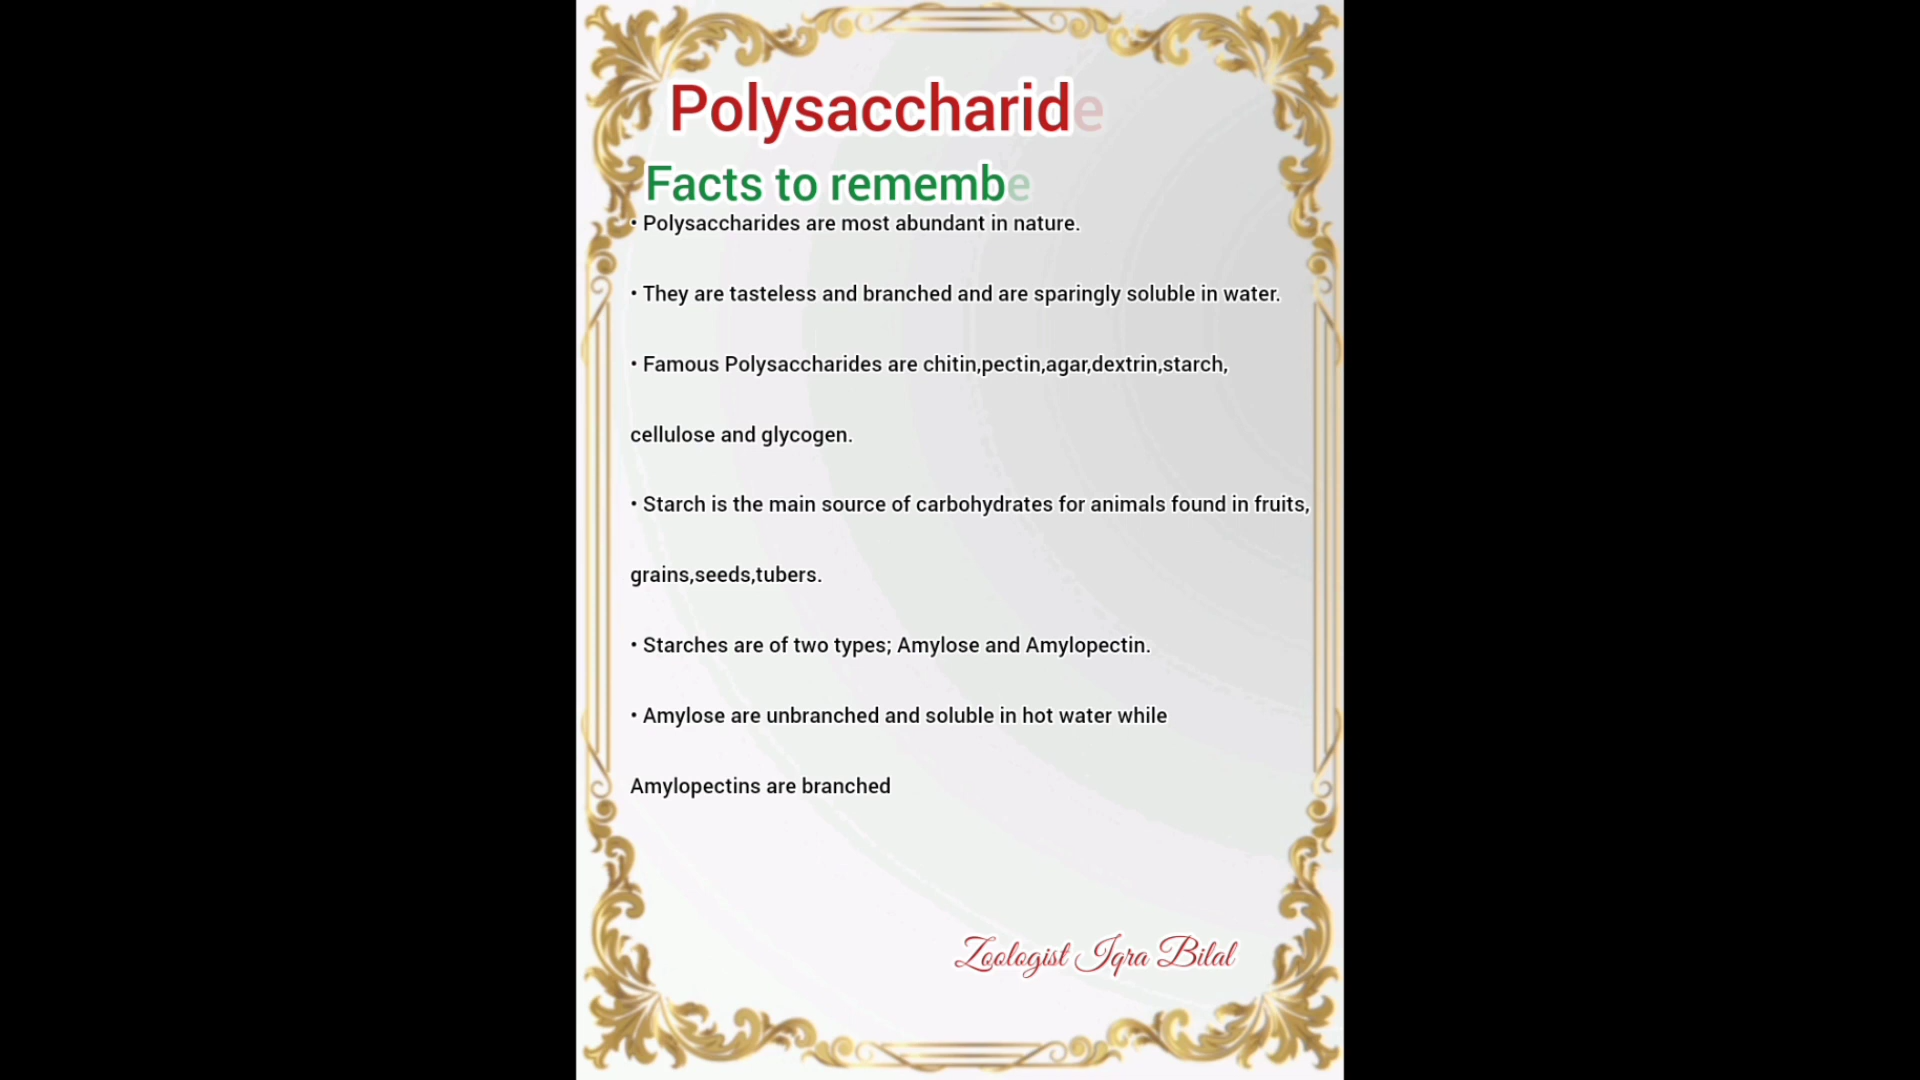 Polysaccharide
Facts to remembe
• Polysaccharides are most abundant in nature.
• They are tasteless and branched and are sparingly soluble in water.
• Famous Polysaccharides are chitin,pectin,agar,dextrin,starch,
cellulose and glycogen.
• Starch is the main source of carbohydrates for animals found in fruits,
grains,seeds,tubers.
• Starches are of two types; Amylose and Amylopectin.
• Amylose are unbranched and soluble in hot water while
Amylopectins are branched
Zoologist Iqra Bilal